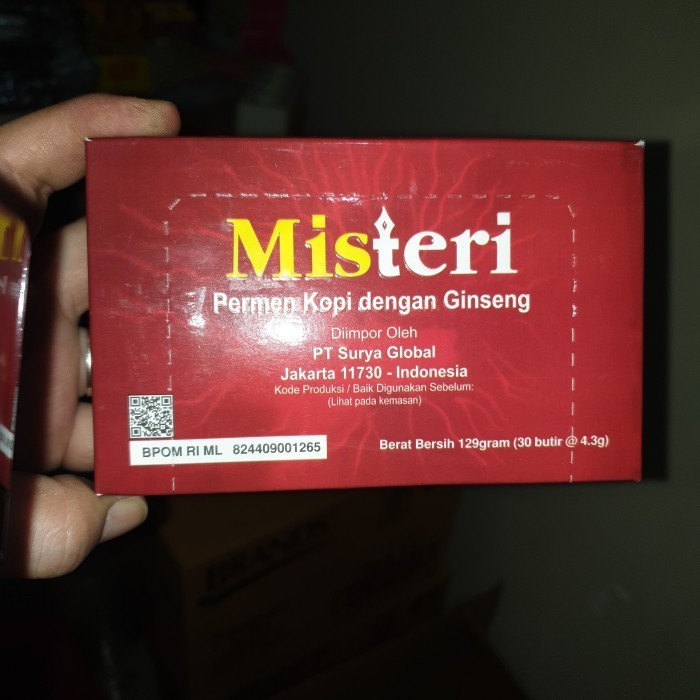 Misteri
Permen Kopi dengan Ginseng
Diimpor Oleh
PT Surya Global
Jakarta 11730 - Indonesia
Kode Produksi / Baik Digunakan Sebelum:
(Lihat pada kemasan)
BPOM RI ML 824409001265
Berat Bersih 129gram (30 butir @ 4.3g)